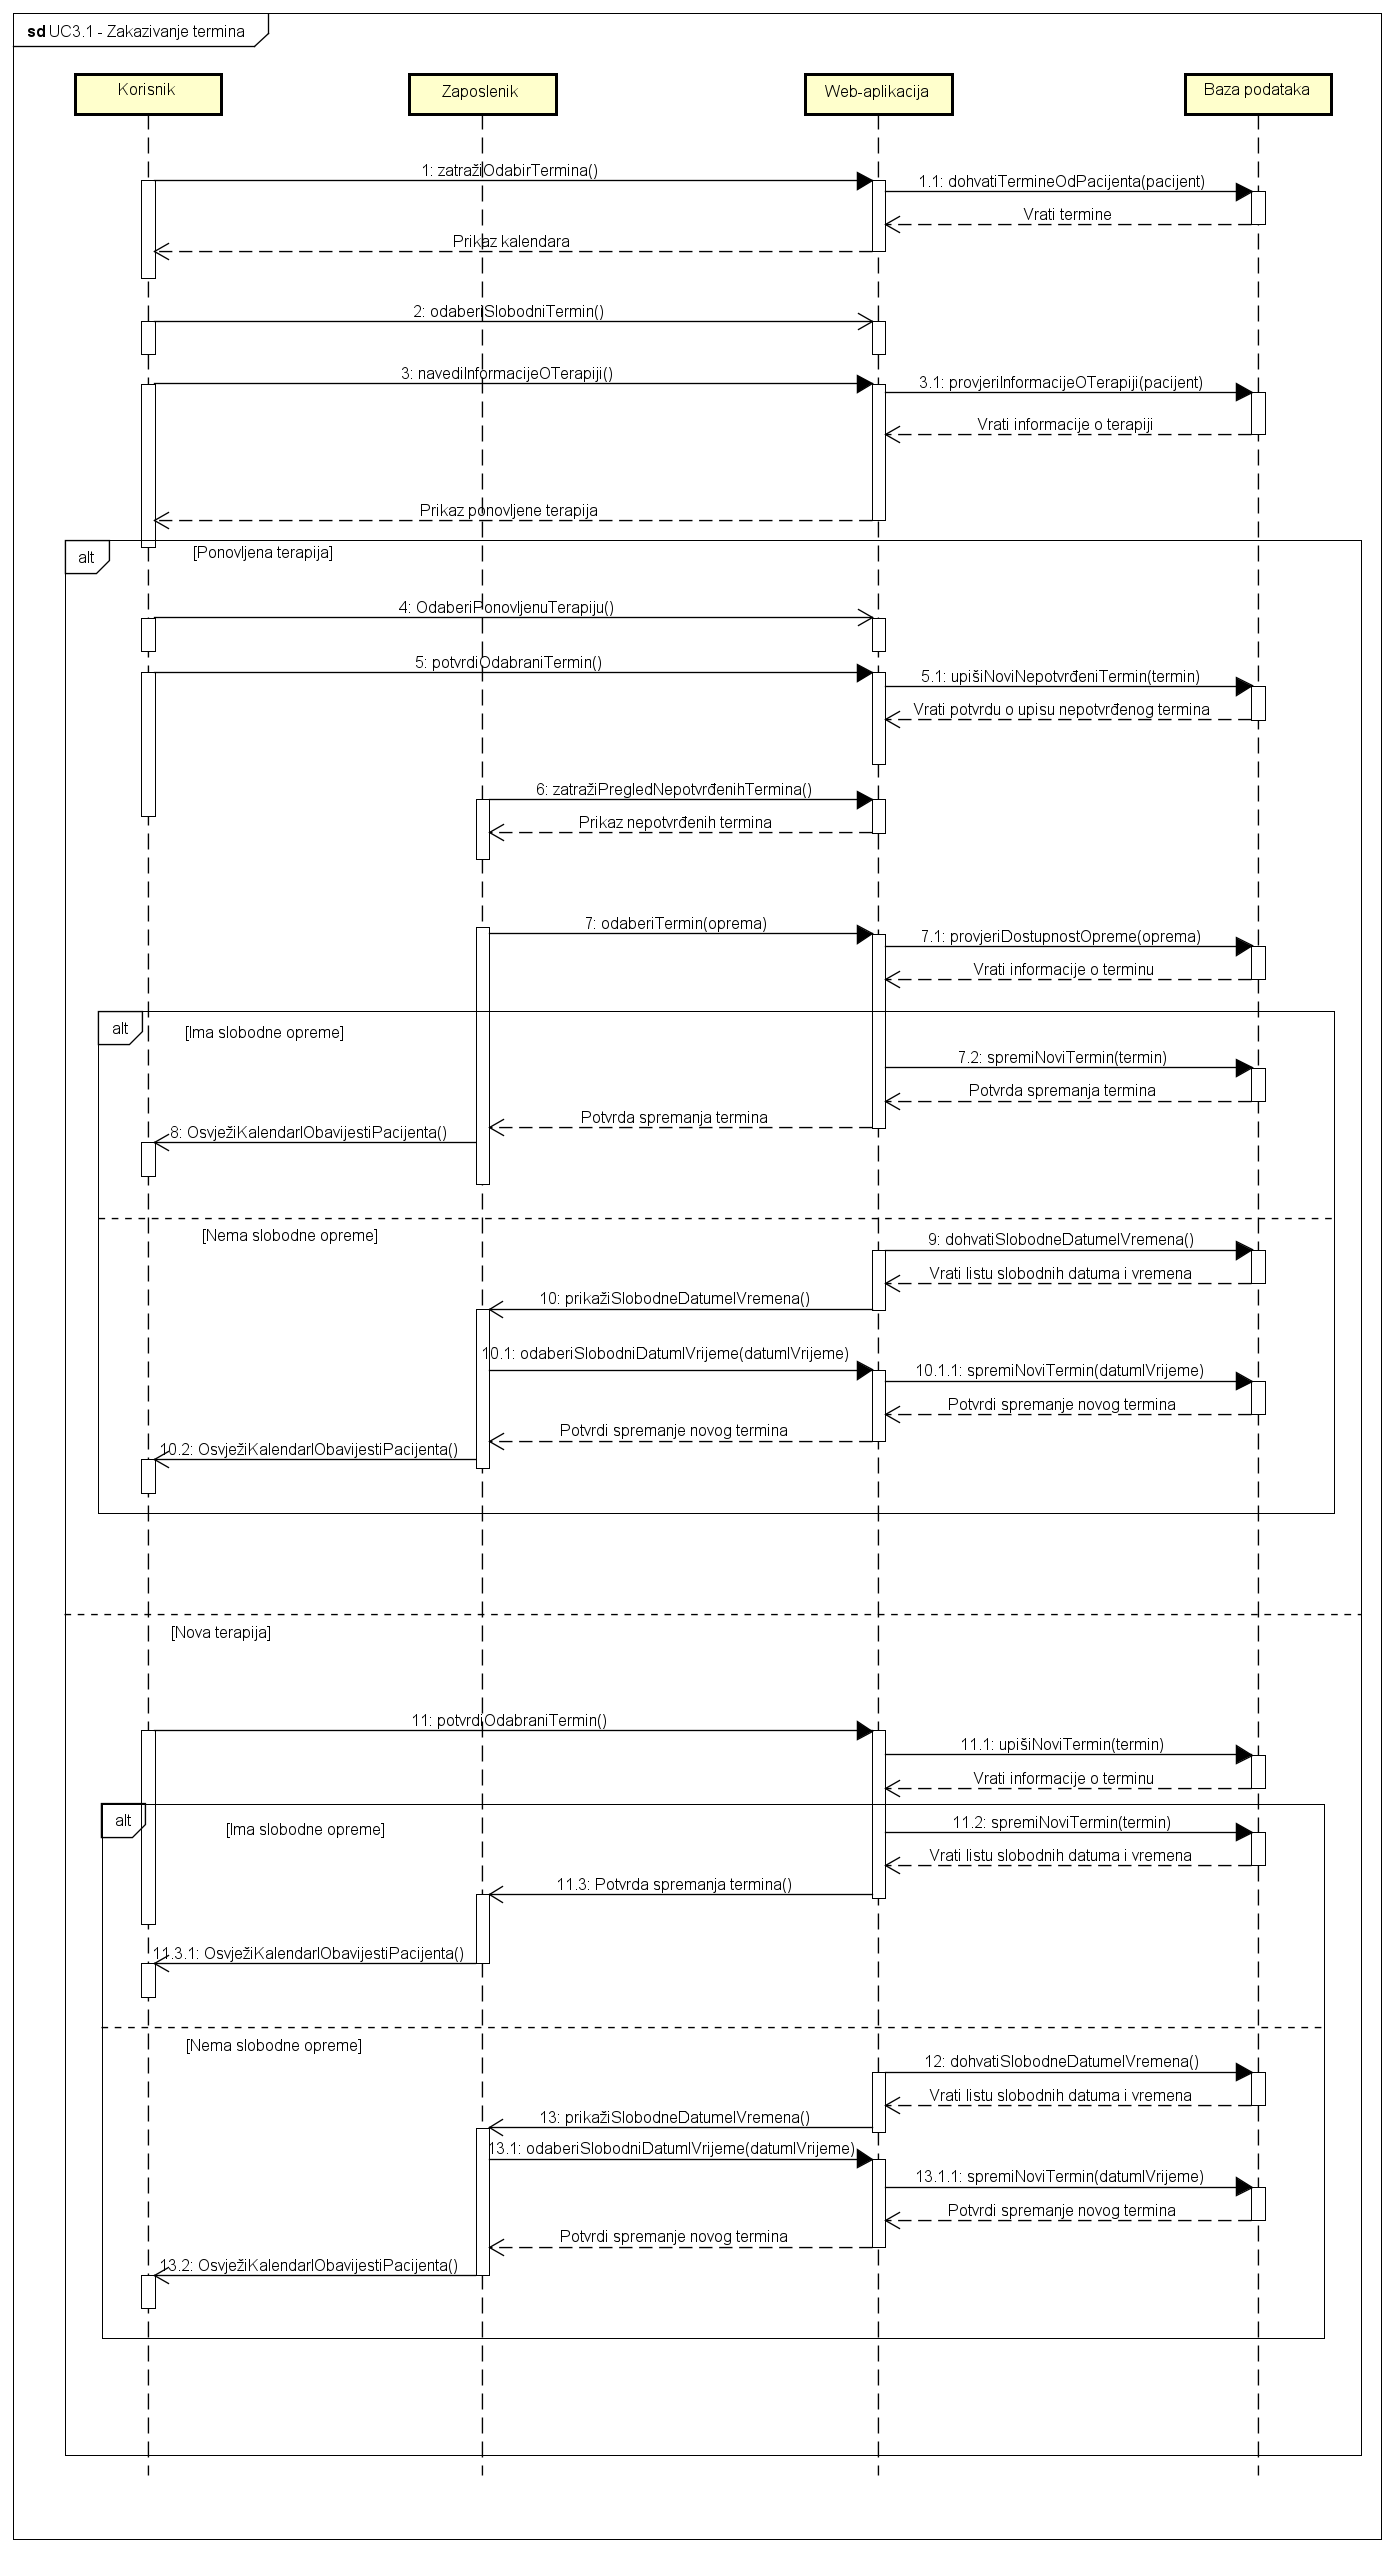 sd UC3.1 - Zakazivanje termina
Korisnik
Zaposlenik
Web-aplikacija
Baza podataka
1: zatražiOdabirTermina()
1.1: dohvatiTermineOdPacijenta(pacijent)
Vrati termine
Prikaz kalendara
2: odaberiSlobodniTermin()
3: navediInformacijeOTerapiji()
3.1: provjeriInformacijeOTerapiji(pacijent)
Vrati informacije o terapiji
Prikaz ponovljene terapija
alt
[Ponovljena terapija]
4: OdaberiPonovljenuTerapiju()
5: potvrdiOdabraniTermin()
5.1: upišiNoviNepotvrđeniTermin(termin)
Vrati potvrdu o upisu nepotvrđenog termina
6: zatražiPregledNepotvrđenihTermina()
Prikaz nepotvrđenih termina
7: odaberiTermin(oprema)
7.1: provjeriDostupnostOpreme(oprema)
Vrati informacije o terminu
alt
[Ima slobodne opreme]
7.2: spremiNoviTermin(termin)
Potvrda spremanja termina
Potvrda spremanja termina
8: OsvježiKalendarIObavijestiPacijenta()
[Nema slobodne opreme]
9: dohvatiSlobodneDatumeIVremena()
Vrati listu slobodnih datuma i vremena
10: prikažiSlobodneDatumeIVremena()
10.1: odaberiSlobodniDatumIVrijeme(datumIVrijeme)
10.1.1: spremiNoviTermin(datumIVrijeme)
Potvrdi spremanje novog termina
Potvrdi spremanje novog termina
10.2: OsvježiKalendarIObavijestiPacijenta()
[Nova terapija]
11: potvrdiOdabraniTermin()
11.1: upišiNoviTermin(termin)
Vrati informacije o terminu
alt
[Ima slobodne opreme]
11.2: spremiNoviTermin(termin)
Vrati listu slobodnih datuma i vremena
11.3: Potvrda spremanja termina()
11.3.1: OsvježiKalendarIObavijestiPacijenta()
[Nema slobodne opreme]
12: dohvatiSlobodneDatumeIVremena()
Vrati listu slobodnih datuma i vremena
13: prikažiSlobodneDatumeIVremena()
13.1: odaberiSlobodniDatumIVrijeme(datumIVrijeme)
13.1.1: spremiNoviTermin(datumIVrijeme)
Potvrdi spremanje novog termina
Potvrdi spremanje novog termina
13.2: OsvježiKalendarIObavijestiPacijenta()